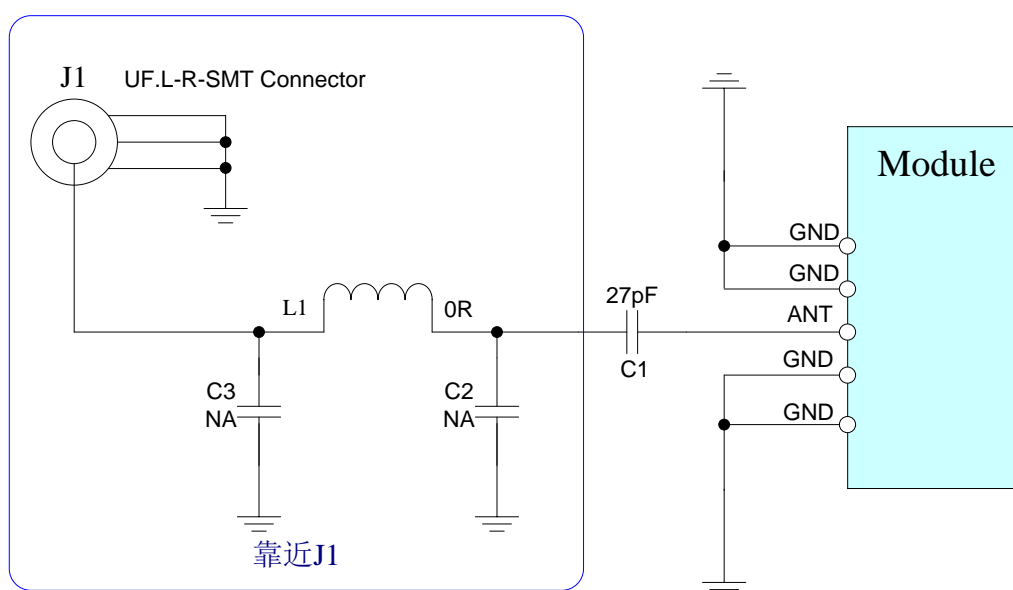 J1 UF.L-R-SMT Connector
Module
GND
GND
27pF
L1 0R ANT
C1
GND
C3 C2
NA NA
GND
靠近J1